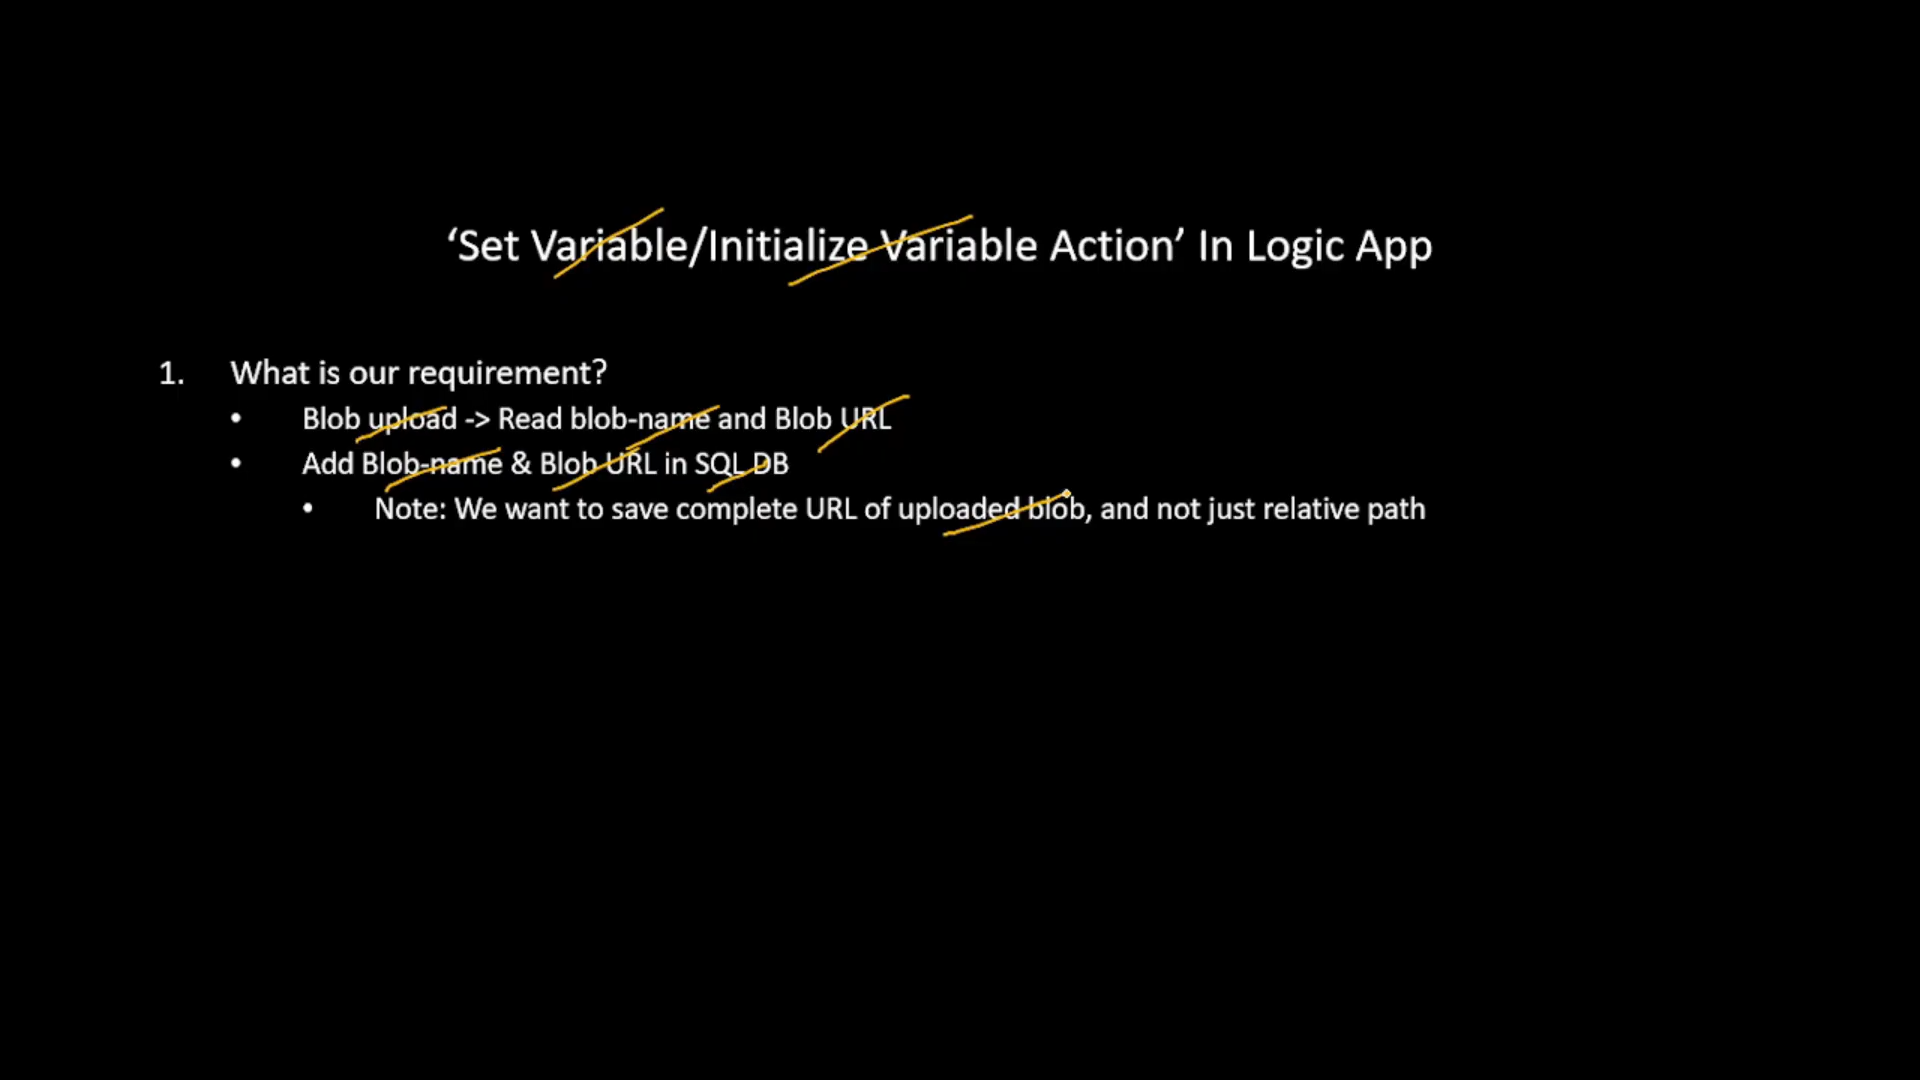 ‘Set Variable/Initialize Variable Action’ In Logic App
1. What is our requirement?
• Blob upload -> Read blob-name and Blob URL
• Add Blob-name & Blob URL in SQL DB
• Note: We want to save complete URL of uploaded blob, and not just relative path